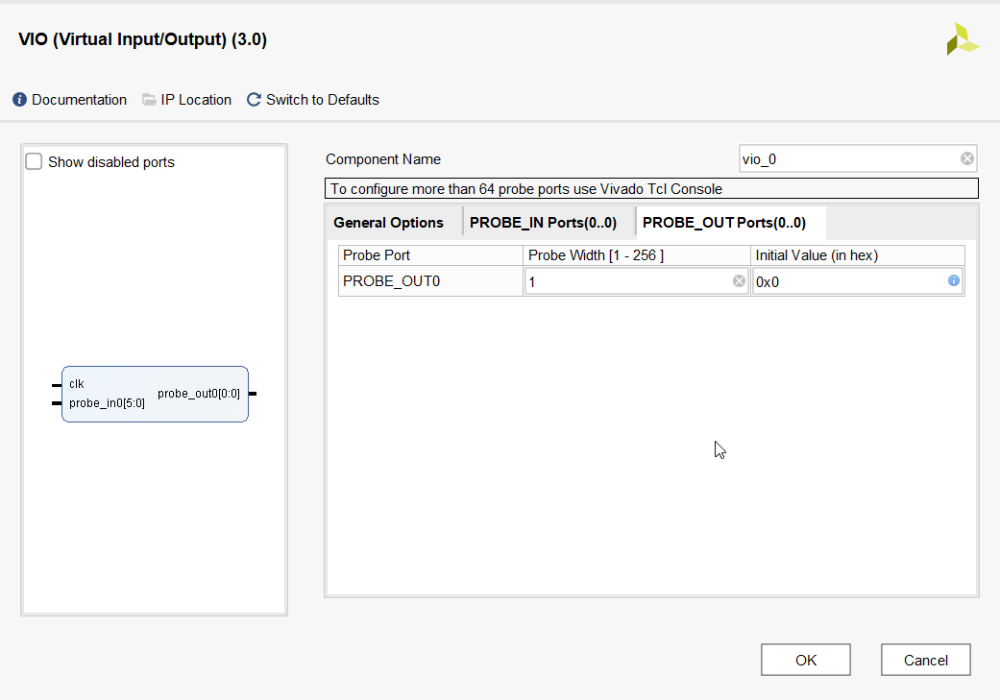 VIO (Virtual Input/Output) (3.0)
Documentation IP Location Switch to Defaults
Show disabled ports
clk
probe_in0[5:0]
probe_out0[0:0]
Component Name vio_0
To configure more than 64 probe ports use Vivado Tcl Console
General Options PROBE_IN Ports(0..0) PROBE_OUT Ports(0..0)
Probe Port Probe Width [1 - 256 ] Initial Value (in hex)
PROBE_OUT0 1 0x0
OK Cancel